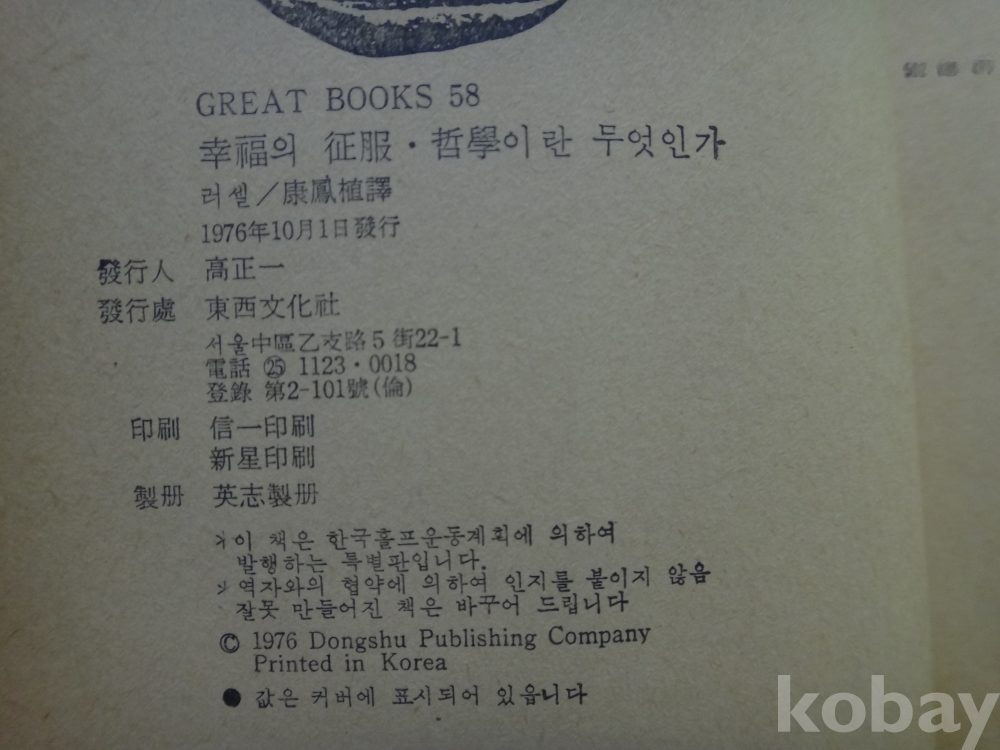 GREAT BOOKS 58
幸福의 征服·哲學이란 무엇인가
러셀/康鳳植譯
1976年10月1日發行
發行人 高正一
發行處 東西文化社
서울中區乙支路5街22-1
電話 ㉕ 1123·0018
登錄 第2-101號(倫)
印刷 信一印刷
新星印刷
製册 英志製册
이 책은 한국홀프운동계획에 의하여
발행하는 특별판입니다.
역자와의 협약에 의하여 인지를 붙이지 않음
잘못 만들어진 책은 바꾸어 드립니다
© 1976 Dongshu Publishing Company
Printed in Korea
● 값은 커버에 표시되어 있읍니다
kobay